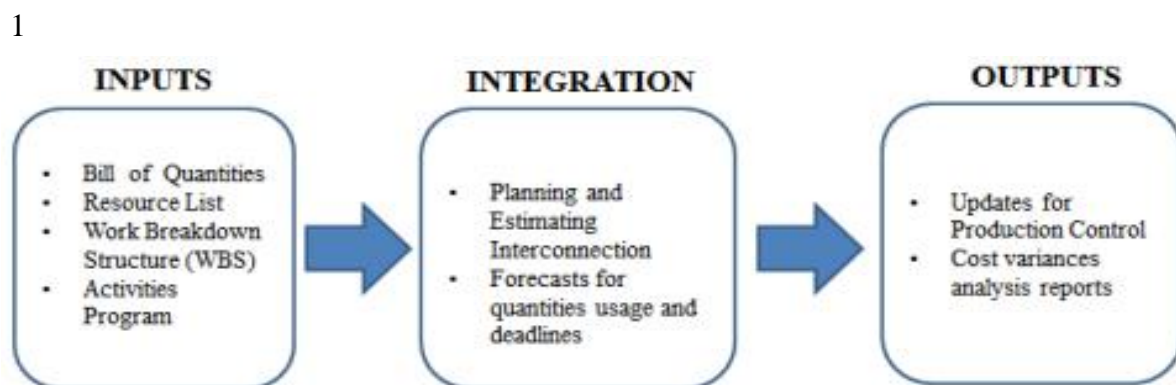 1
INPUTS
• Bill of Quantities
• Resource List
• Work Breakdown
Structure (WBS)
• Activities
Program
INTEGRATION
• Planning and
Estimating
Interconnection
• Forecasts for
quantities usage and
deadlines
OUTPUTS
• Updates for
Production Control
• Cost variances
analysis reports